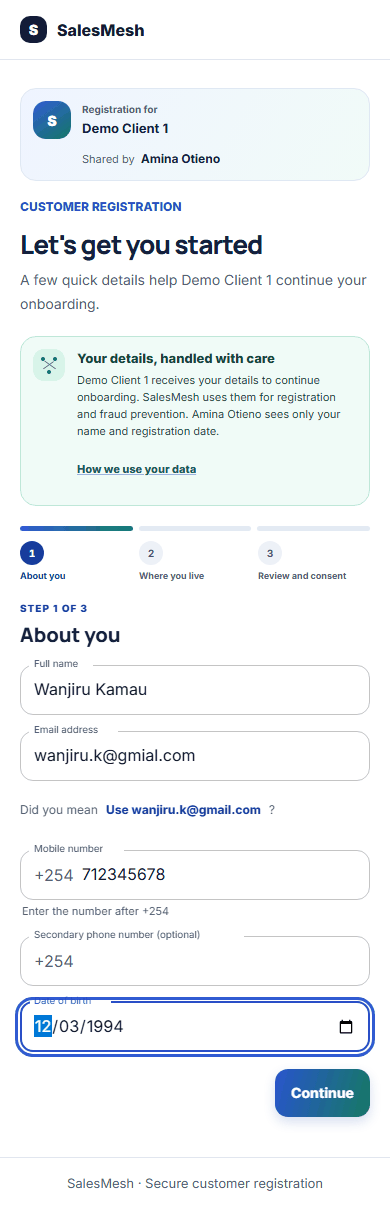 S SalesMesh
S
Registration for
Demo Client 1
Shared by Amina Otieno
CUSTOMER REGISTRATION
Let's get you started
A few quick details help Demo Client 1 continue your
onboarding.
Your details, handled with care
Demo Client 1 receives your details to continue
onboarding. SalesMesh uses them for registration
and fraud prevention. Amina Otieno sees only your
name and registration date.
How we use your data
1 2 3
About you Where you live Review and consent
STEP 1 OF 3
About you
Full name
Wanjiru Kamau
Email address
wanjiru.k@gmial.com
Did you mean Use wanjiru.k@gmail.com ?
Mobile number
+254 712345678
Enter the number after +254
Secondary phone number (optional)
+254
Date of birth
12/03/1994
Continue
SalesMesh · Secure customer registration